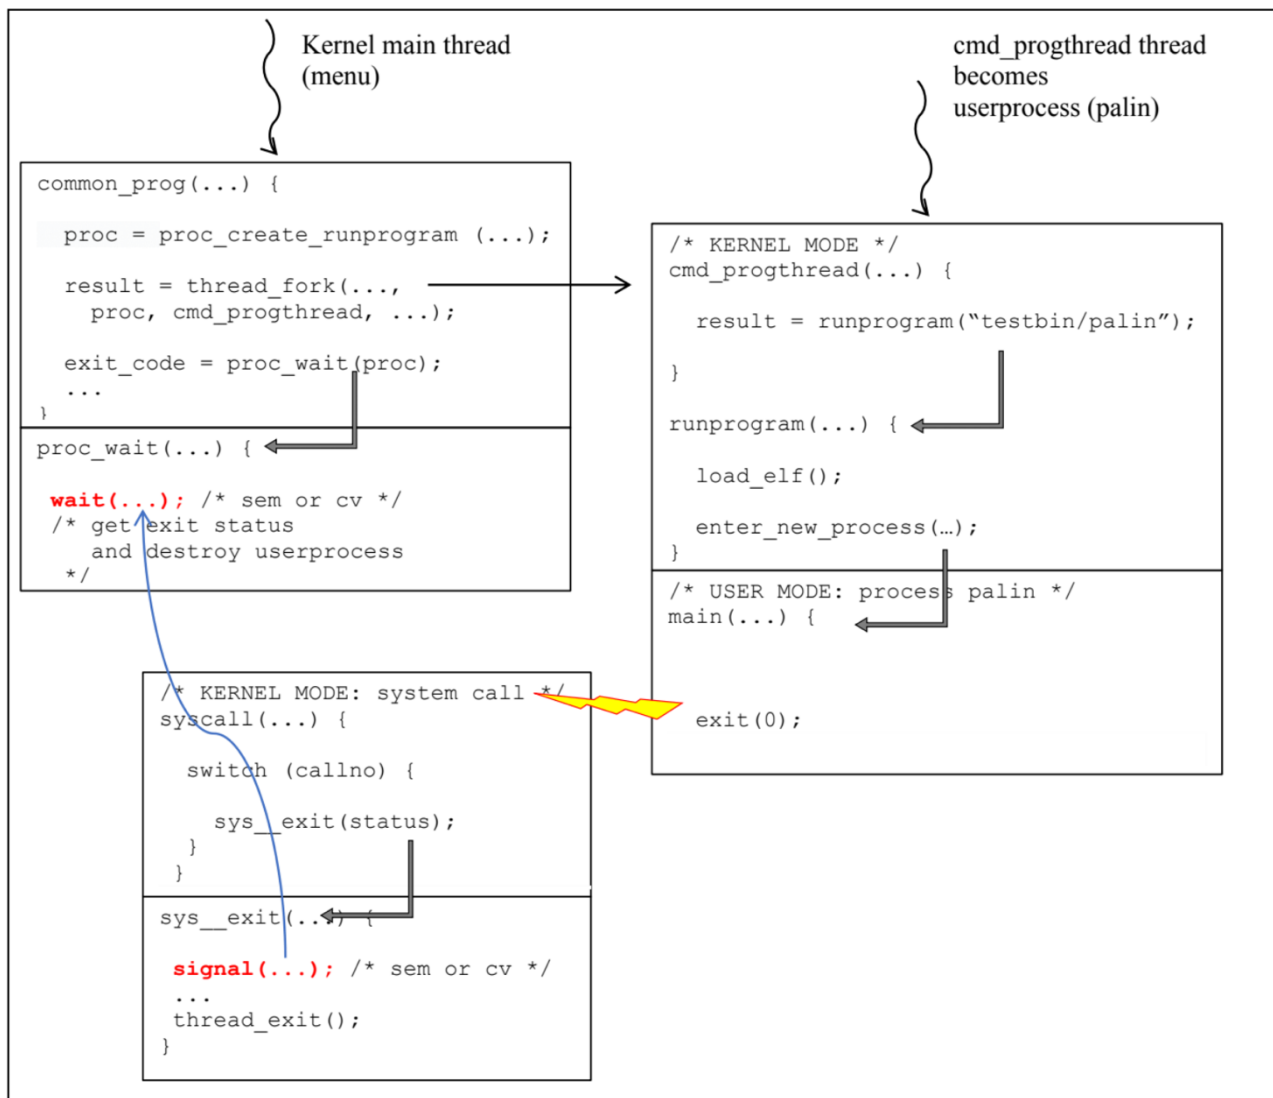 Kernel main thread
(menu)
cmd_progthread thread
becomes
userprocess (palin)
common_prog(...) {
proc = proc_create_runprogram (...);
result = thread_fork(...,
proc, cmd_progthread, ...);
exit_code = proc_wait(proc);
...
}
proc_wait(...) {
wait(...); /* sem or cv */
/* get exit status
and destroy userprocess
*/
/* KERNEL MODE */
cmd_progthread(...) {
result = runprogram(“testbin/palin”);
}
runprogram(...) {
load_elf();
enter_new_process(…);
}
/* USER MODE: process palin */
main(...) {
exit(0);
/* KERNEL MODE: system call */
syscall(...) {
switch (callno) {
sys__exit(status);
}
}
sys__exit(...) {
signal(...); /* sem or cv */
...
thread_exit();
}